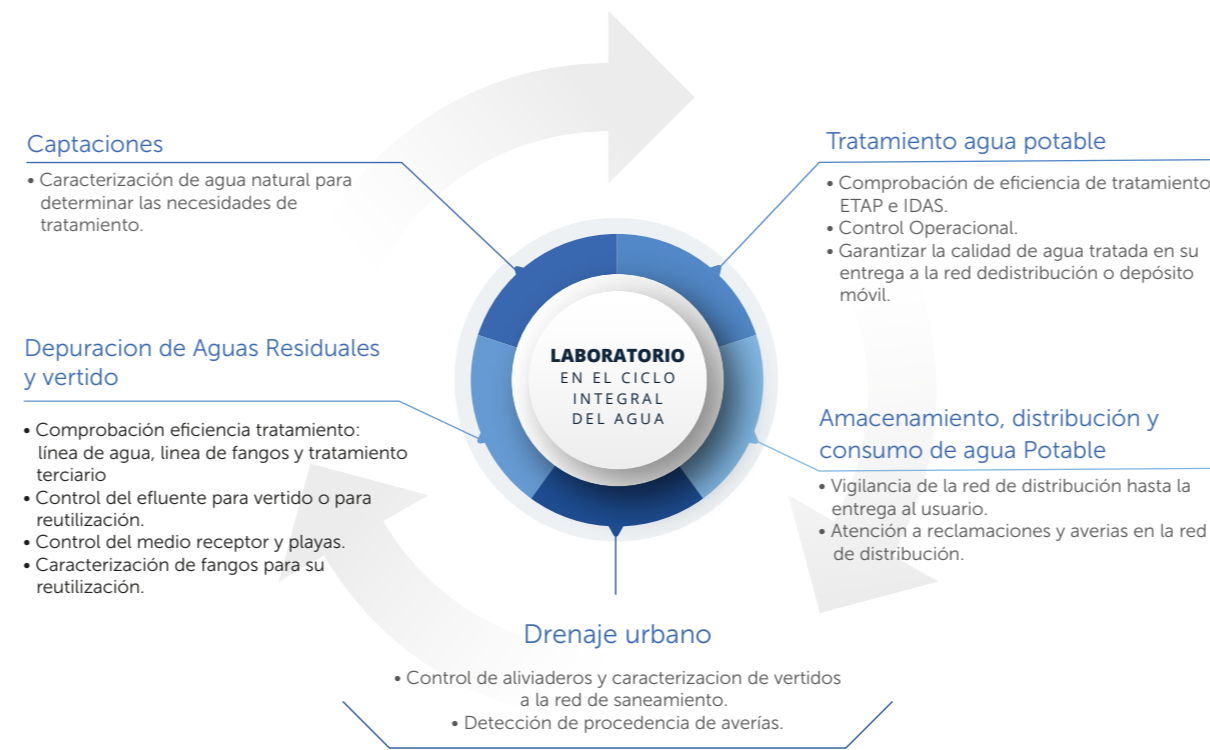 Captaciones
• Caracterización de agua natural para
determinar las necesidades de
tratamiento.
Tratamiento agua potable
• Comprobación de eficiencia de tratamiento
ETAP e IDAS.
• Control Operacional.
• Garantizar la calidad de agua tratada en su
entrega a la red dedistribución o depósito
móvil.
LABORATORIO
EN EL CICLO
INTEGRAL
DEL AGUA
Depuracion de Aguas Residuales
y vertido
• Comprobación eficiencia tratamiento:
línea de agua, linea de fangos y tratamiento
terciario
• Control del efluente para vertido o para
reutilización.
• Control del medio receptor y playas.
• Caracterización de fangos para su
reutilización.
Amacenamiento, distribución y
consumo de agua Potable
• Vigilancia de la red de distribución hasta la
entrega al usuario.
• Atención a reclamaciones y averias en la red
de distribución.
Drenaje urbano
• Control de aliviaderos y caracterizacion de vertidos
a la red de saneamiento.
• Detección de procedencia de averías.